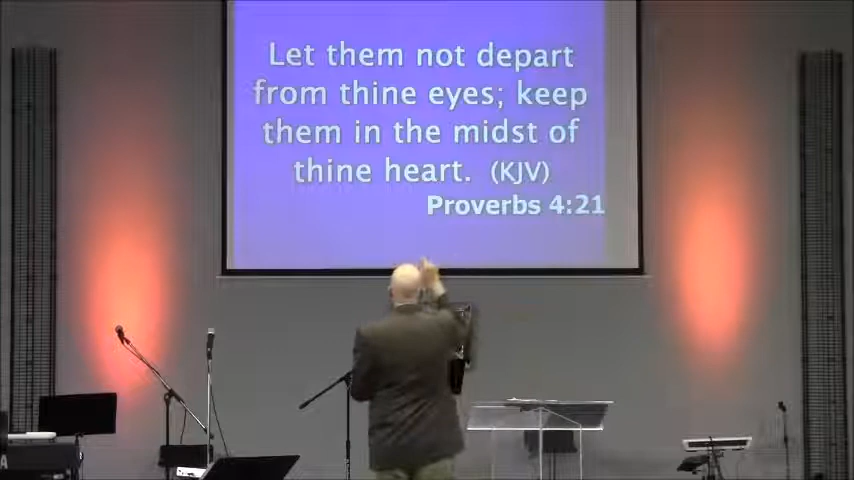 Let them not depart
from thine eyes; keep
them in the midst of
thine heart. (KJV)
Proverbs 4:21